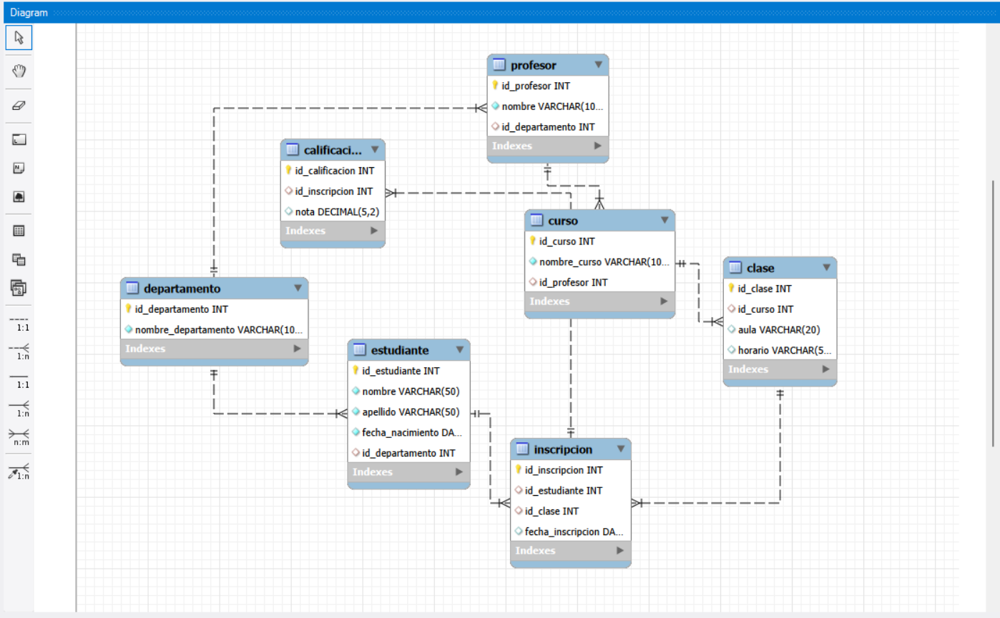 Diagram
profesor
id_profesor INT
nombre VARCHAR(10...
id_departamento INT
Indexes
calificaci...
id_calificacion INT
id_inscripcion INT
nota DECIMAL(5,2)
Indexes
curso
id_curso INT
nombre_curso VARCHAR(10...
id_profesor INT
Indexes
clase
id_clase INT
id_curso INT
aula VARCHAR(20)
horario VARCHAR(5...
Indexes
departamento
id_departamento INT
nombre_departamento VARCHAR(10...
Indexes
estudiante
id_estudiante INT
nombre VARCHAR(50)
apellido VARCHAR(50)
fecha_nacimiento DA...
id_departamento INT
Indexes
inscripcion
id_inscripcion INT
id_estudiante INT
id_clase INT
fecha_inscripcion DA...
Indexes
1:1
1:n
1:1
1:n
n:m
1:n